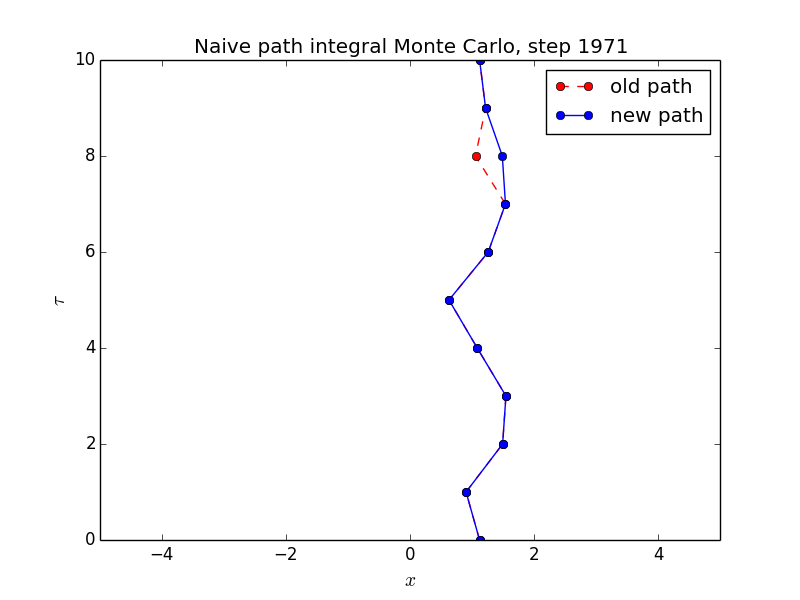 Naive path integral Monte Carlo, step 1971
old path
new path
10
8
6
4
2
0
τ
−4 −2 0 2 4
x